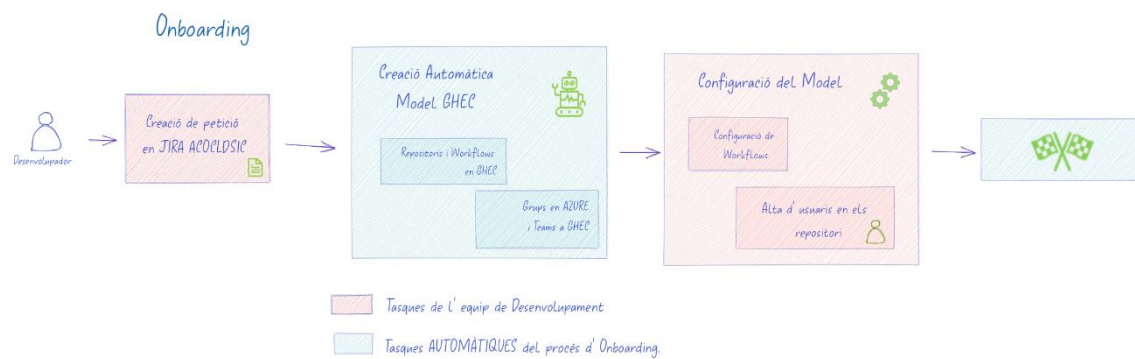 Onboarding
Desenvolupador
Creació de petició
en JIRA ACOCLDSIC
Creació Automàtica
Model GHEC
Repositoris i Workflows
en GHEC
Grups en AZURE
i Teams a GHEC
Configuració del Model
Configuració de
Workflows
Alta d' usuaris en els
repositori
Tasques de l' equip de Desenvolupament
Tasques AUTOMÀTIQUES del procés d' Onboarding.